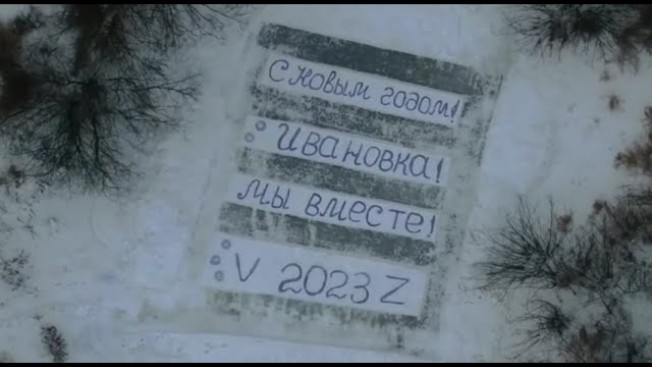 С Новым годом!
Ивановка!
мы вместе!
V 2023 Z